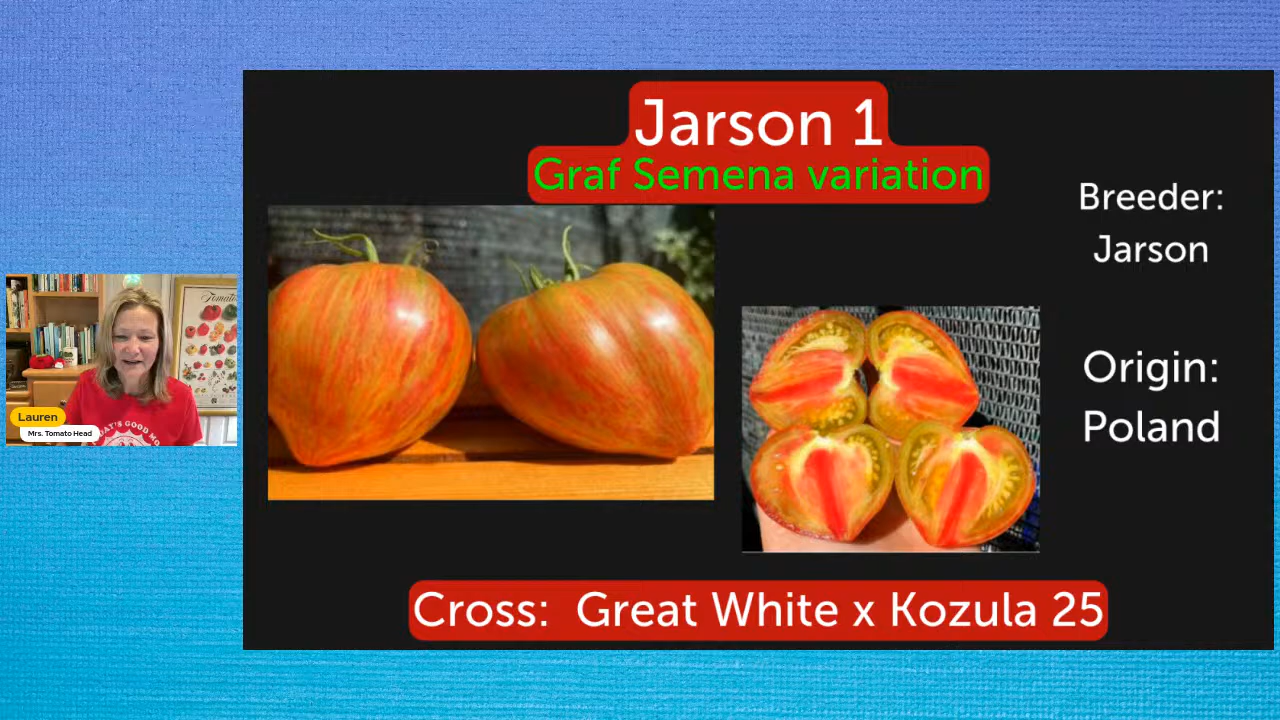 Jarson 1
Graf Semena variation
Breeder:
Jarson
Origin:
Poland
Cross: Great White x Kozula 25
Lauren
Mrs. Tomato Head